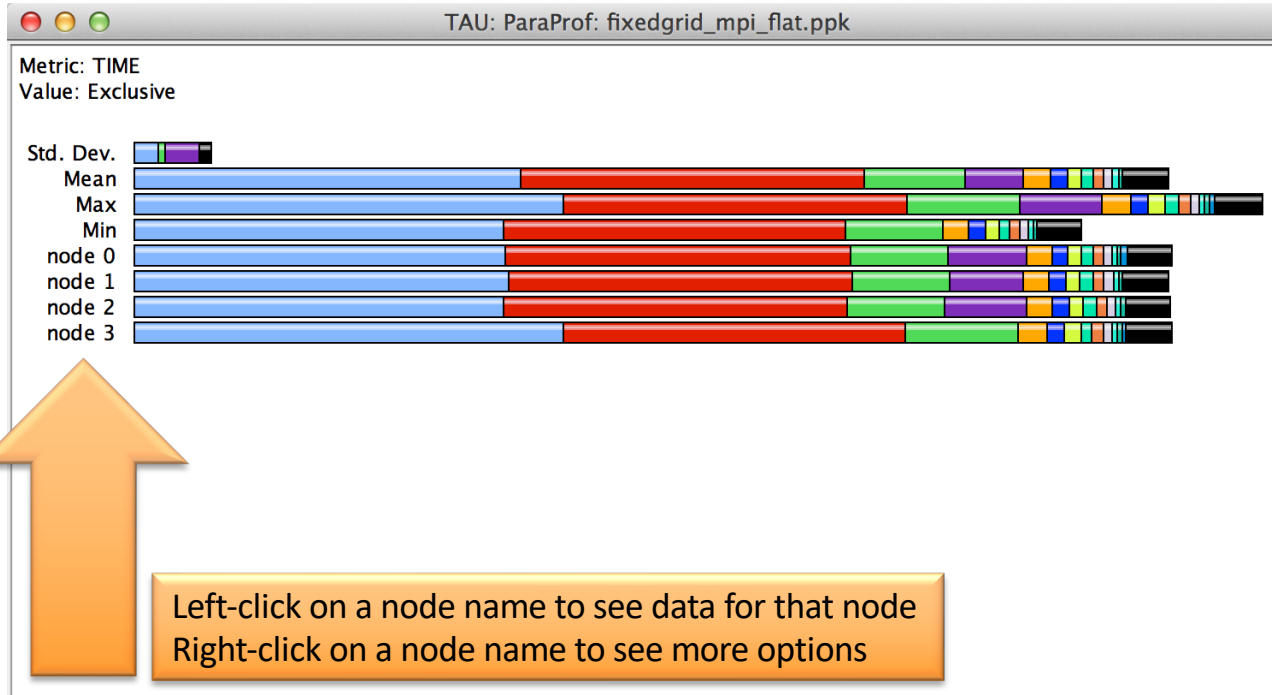 TAU: ParaProf: fixedgrid_mpi_flat.ppk
Metric: TIME
Value: Exclusive
Std. Dev.
Mean
Max
Min
node 0
node 1
node 2
node 3
Left-click on a node name to see data for that node
Right-click on a node name to see more options